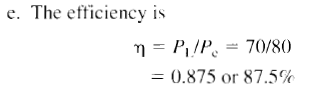 e. The efficiency is
η = P₁/Pₑ = 70/80
= 0.875 or 87.5%